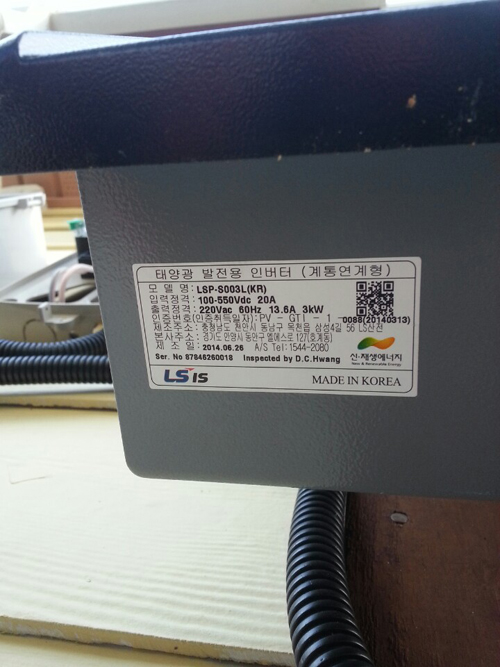 태양광 발전용 인버터 (계통연계형)
모 델 명 : LSP-S003L(KR)
입력정격 : 100-550Vdc 20A
출력정격 : 220Vac 60Hz 13.6A 3kW
인증번호(인증취득일자):PV - GTI - 1 -0088(20140313)
제조주소 : 충청남도 천안시 동남구 목천읍 삼성4길 56 LS산전
본사주소 : 경기도 안양시 동안구 엘에스로 127(호계동)
제 조 일 : 2014.06.26 A/S Tel:1544-2080
Ser. No 87846260018 Inspected by D.C.Hwang
신·재생에너지
New & Renewable Energy
LS IS
MADE IN KOREA